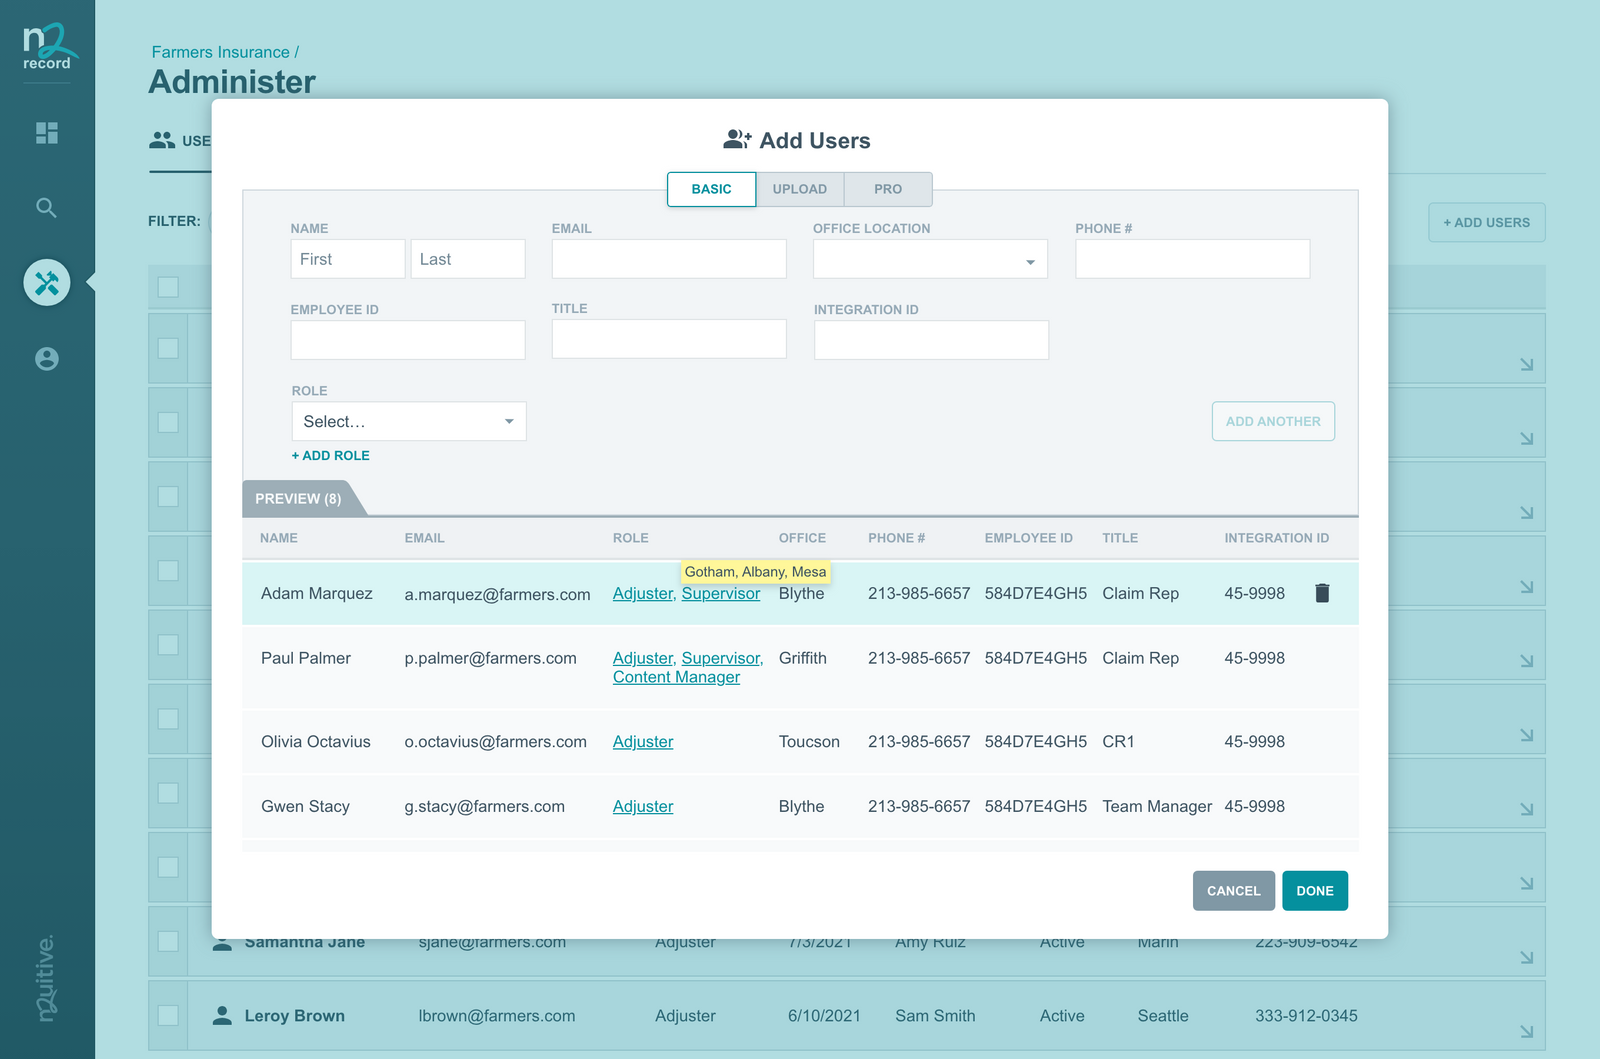 n2
record
Farmers Insurance /
Administer
USE
FILTER:
+ ADD USERS
Add Users
BASIC UPLOAD PRO
NAME EMAIL OFFICE LOCATION PHONE #
First Last
EMPLOYEE ID TITLE INTEGRATION ID
ROLE
Select...
ADD ANOTHER
+ ADD ROLE
PREVIEW (8)
NAME EMAIL ROLE OFFICE PHONE # EMPLOYEE ID TITLE INTEGRATION ID
Gotham, Albany, Mesa
Adam Marquez a.marquez@farmers.com Adjuster, Supervisor Blythe 213-985-6657 584D7E4GH5 Claim Rep 45-9998
Paul Palmer p.palmer@farmers.com Adjuster, Supervisor, Griffith 213-985-6657 584D7E4GH5 Claim Rep 45-9998
Content Manager
Olivia Octavius o.octavius@farmers.com Adjuster Toucson 213-985-6657 584D7E4GH5 CR1 45-9998
Gwen Stacy g.stacy@farmers.com Adjuster Blythe 213-985-6657 584D7E4GH5 Team Manager 45-9998
CANCEL DONE
Samantha Jane sjane@farmers.com Adjuster 7/3/2021 Amy Ruiz Active Marin 223-909-6542
Leroy Brown lbrown@farmers.com Adjuster 6/10/2021 Sam Smith Active Seattle 333-912-0345
n2uitive.